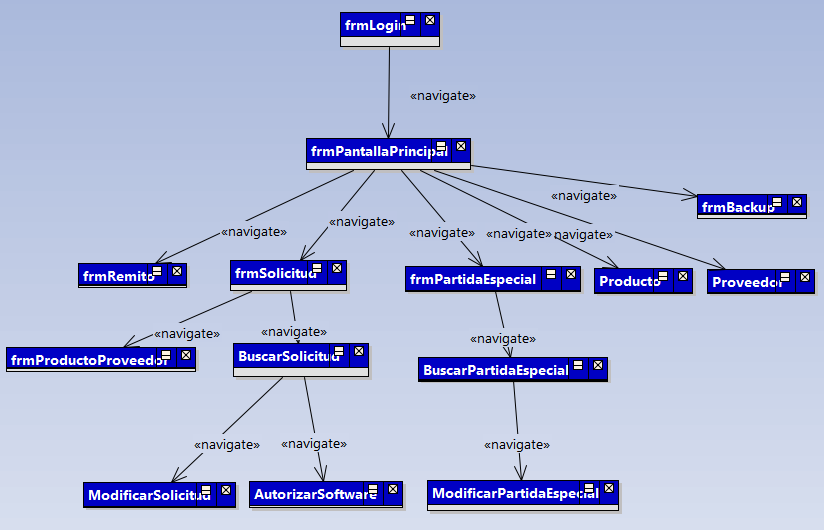 frmLogin
«navigate»
frmPantallaPrincipal
«navigate»
frmBackup
«navigate»
«navigate»
«navigate»
«navigate»
«navigate»
frmRemito
frmSolicitud
frmPartidaEspecial
Producto
Proveedor
«navigate»
«navigate»
«navigate»
frmProductoProveedor
BuscarSolicitud
BuscarPartidaEspecial
«navigate»
«navigate»
«navigate»
ModificarSolicitud
AutorizarSoftware
ModificarPartidaEspecial